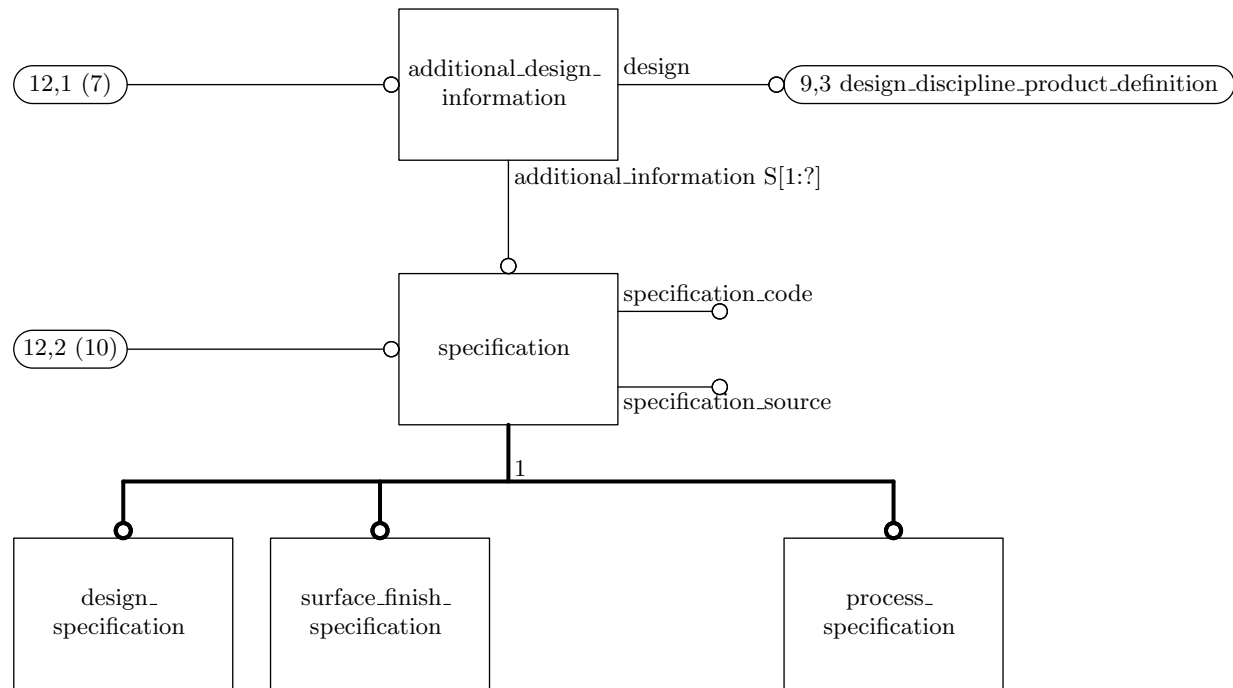 additional_design_
information
12,1 (7)
design
9,3 design_discipline_product_definition
additional_information S[1:?]
specification_code
12,2 (10)
specification
specification_source
1
design_
specification
surface_finish_
specification
process_
specification